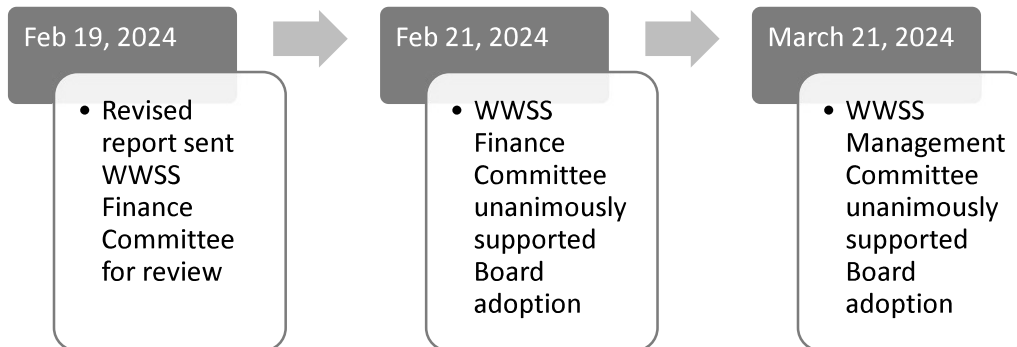 Feb 19, 2024
• Revised
report sent
WWSS
Finance
Committee
for review
Feb 21, 2024
• WWSS
Finance
Committee
unanimously
supported
Board
adoption
March 21, 2024
• WWSS
Management
Committee
unanimously
supported
Board
adoption